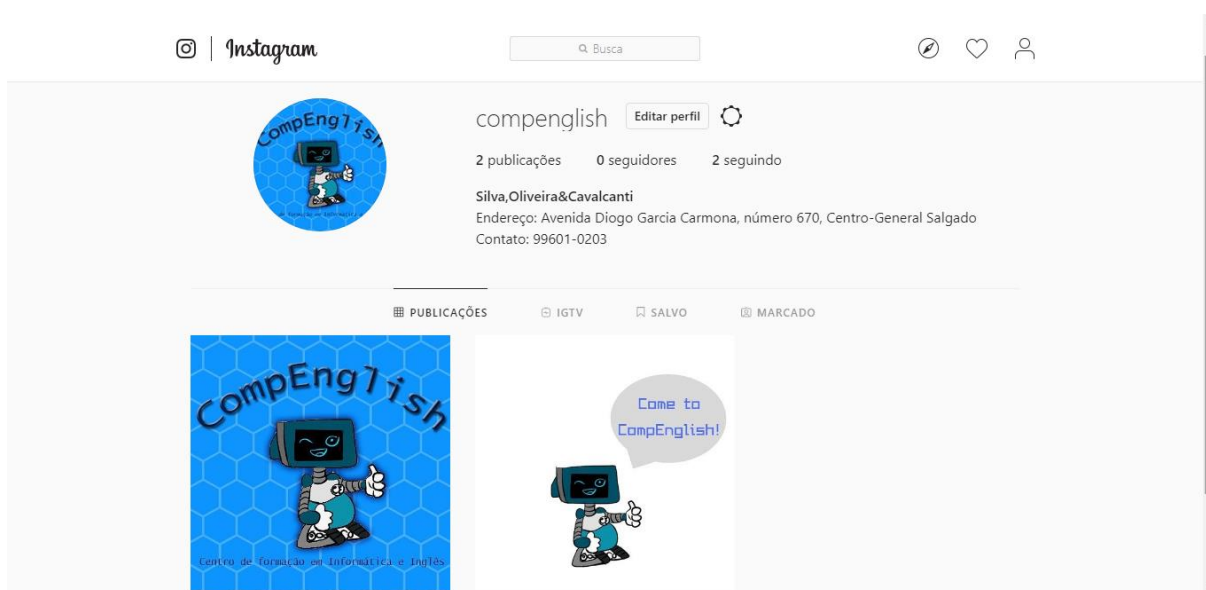 Instagram
Busca
compenglish Editar perfil
2 publicações 0 seguidores 2 seguindo
Silva,Oliveira&Cavalcanti
Endereço: Avenida Diogo Garcia Carmona, número 670, Centro-General Salgado
Contato: 99601-0203
CompEnglish
PUBLICAÇÕES IGTV SALVO MARCADO
CompEnglish
Centro de formação em Informática e Inglês
Come to
CompEnglish!